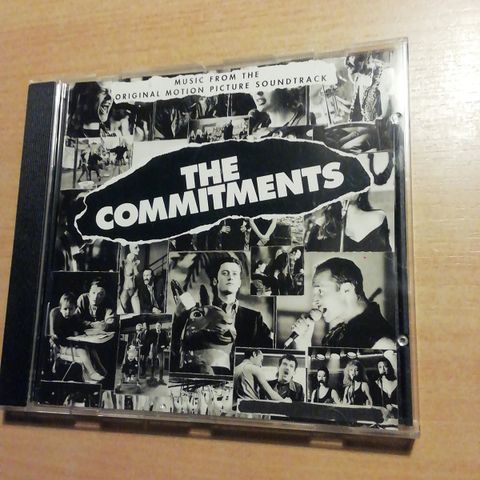 MUSIC FROM THE
ORIGINAL MOTION PICTURE SOUNDTRACK
THE
COMMITMENTS